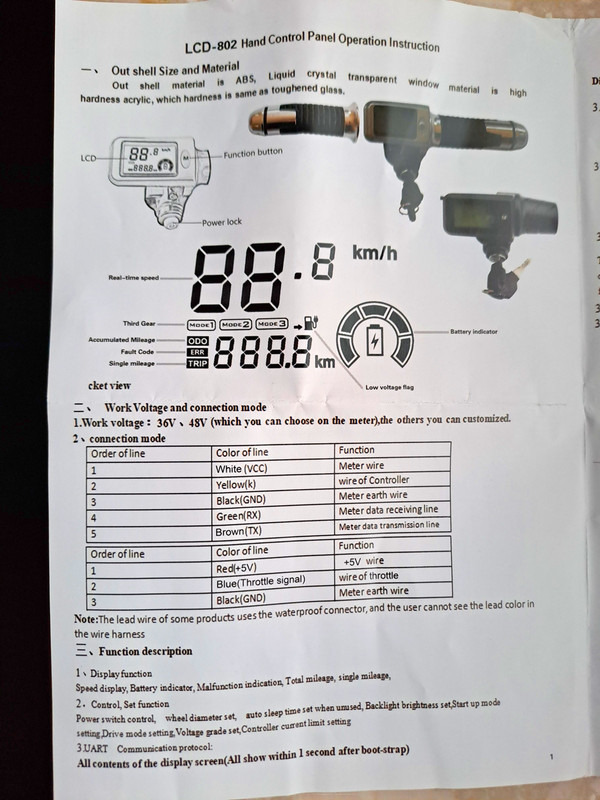 LCD-802 Hand Control Panel Operation Instruction
一、 Out shell Size and Material
Out shell material is ABS, Liquid crystal transparent window material is high
hardness acrylic, which hardness is same as toughened glass.
LCD
88.8 km/h
888.8
M
Function button
Power lock
Real-time speed
88.8 km/h
Third Gear
MODE1 MODE2 MODE3
Accumulated Mileage
ODO
Fault Code
ERR
Single mileage
TRIP
888.8 km
Battery indicator
Low voltage flag
cket view
二、 Work Voltage and connection mode
1.Work voltage： 36V、48V (which you can choose on the meter),the others you can customized.
2、connection mode
Order of line Color of line Function
1 White (VCC) Meter wire
2 Yellow(k) wire of Controller
3 Black(GND) Meter earth wire
4 Green(RX) Meter data receiving line
5 Brown(TX) Meter data transmission line
Order of line Color of line Function
1 Red(+5V) +5V wire
2 Blue(Throttle signal) wire of throttle
3 Black(GND) Meter earth wire
Note:The lead wire of some products uses the waterproof connector, and the user cannot see the lead color in
the wire harness
三、Function description
1、Display function
Speed display, Battery indicator, Malfunction indication, Total mileage, single mileage,
2．Control, Set function
Power switch control, wheel diameter set, auto sleep time set when unused, Backlight brightness set,Start up mode
setting,Drive mode setting,Voltage grade set,Controller current limit setting
3.UART Communication protocol:
All contents of the display screen(All show within 1 second after boot-strap)
1
Di
3.
3
3
3
3